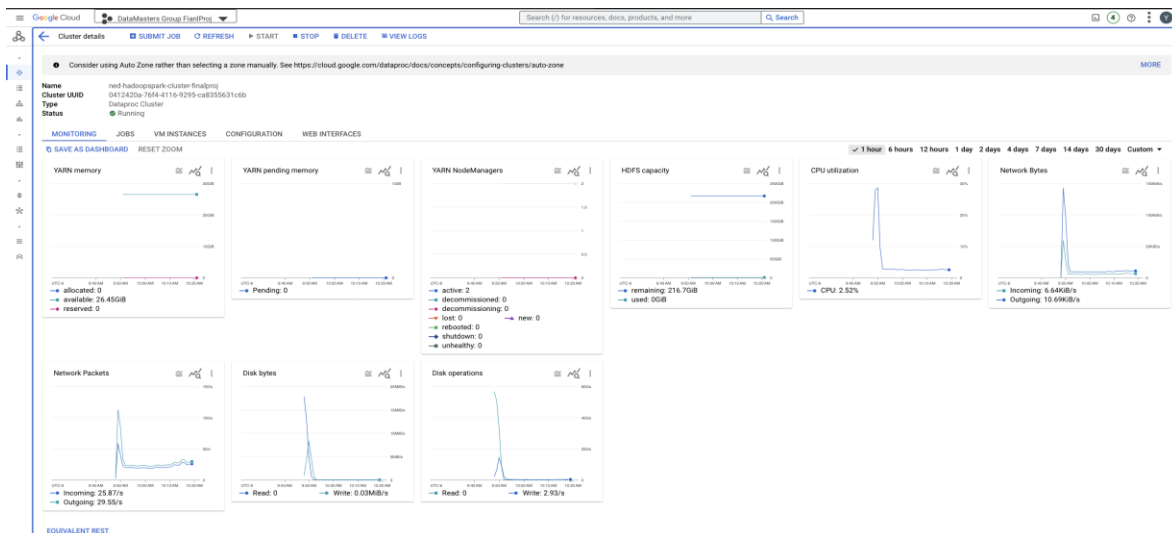 Google Cloud
DataMasters Group FianlProj
Search (/) for resources, docs, products, and more
Search
4
Y
Cluster details
SUBMIT JOB
REFRESH
START
STOP
DELETE
VIEW LOGS
Consider using Auto Zone rather than selecting a zone manually. See https://cloud.google.com/dataproc/docs/concepts/configuring-clusters/auto-zone
MORE
Name ned-hadoopspark-cluster-finalproj
Cluster UUID 0412420a-76f4-4116-9295-ca8355631c6b
Type Dataproc Cluster
Status Running
MONITORING JOBS VM INSTANCES CONFIGURATION WEB INTERFACES
SAVE AS DASHBOARD RESET ZOOM
1 hour 6 hours 12 hours 1 day 2 days 4 days 7 days 14 days 30 days Custom
YARN memory
allocated: 0
available: 26.45GiB
reserved: 0
YARN pending memory
Pending: 0
YARN NodeManagers
active: 2
decommissioned: 0
decommissioning: 0
lost: 0 new: 0
rebooted: 0
shutdown: 0
unhealthy: 0
HDFS capacity
remaining: 216.7GiB
used: 0GiB
CPU utilization
CPU: 2.52%
Network Bytes
Incoming: 6.64KiB/s
Outgoing: 10.69KiB/s
Network Packets
Incoming: 25.87/s
Outgoing: 29.55/s
Disk bytes
Read: 0 Write: 0.03MiB/s
Disk operations
Read: 0 Write: 2.93/s
EQUIVALENT REST